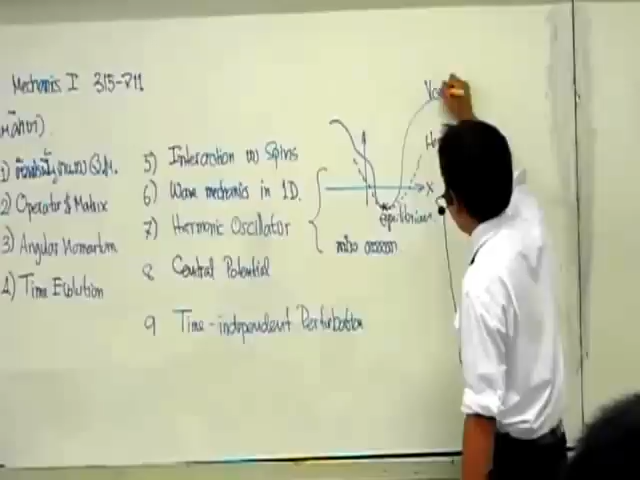 Mechanics I 315-711
1)
2) Operator & Matrix
3) Angular Momentum
4) Time Evolution
5) Interaction w Spins
6) Wave mechanics in 1D.
7) Harmonic Oscillator
8 Central Potential
9 Time-independent Perturbation
x
equilibrium